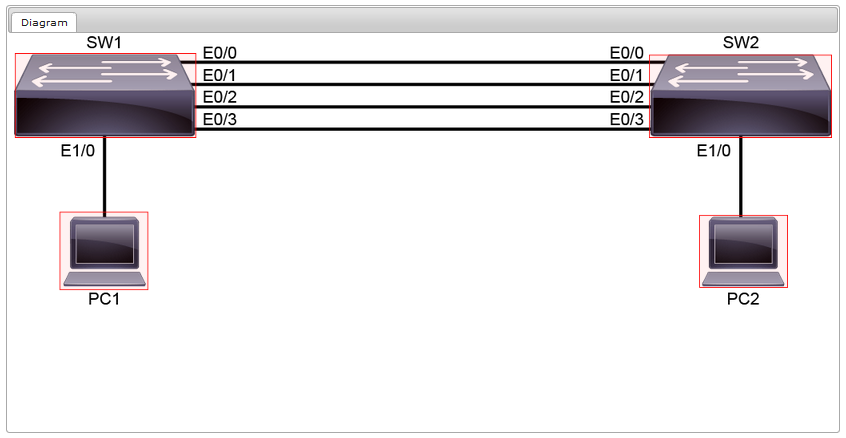 Diagram
SW1
SW2
E0/0
E0/0
E0/1
E0/1
E0/2
E0/2
E0/3
E0/3
E1/0
E1/0
PC1
PC2